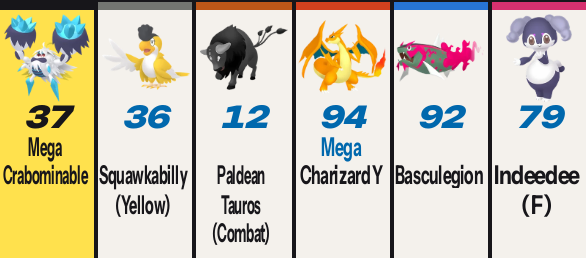 37
Mega
Crabominable
36
Squawkabilly
(Yellow)
12
Paldean
Tauros
(Combat)
94
Mega
Charizard Y
92
Basculegion
79
Indeedee
(F)